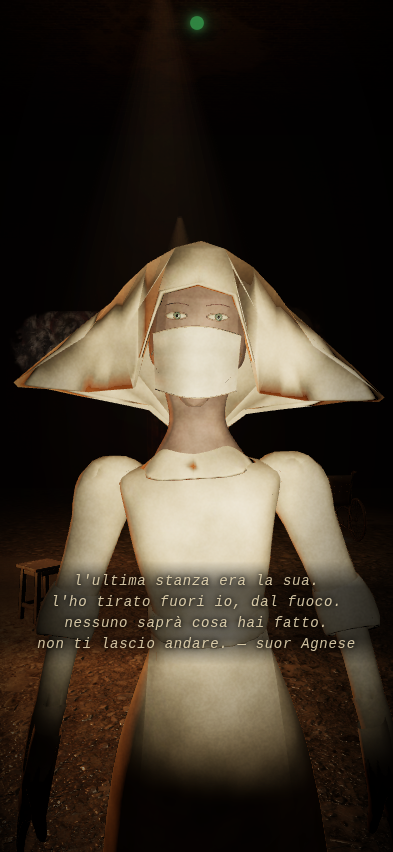 l'ultima stanza era la sua.
l'ho tirato fuori io, dal fuoco.
nessuno saprà cosa hai fatto.
non ti lascio andare. — suor Agnese